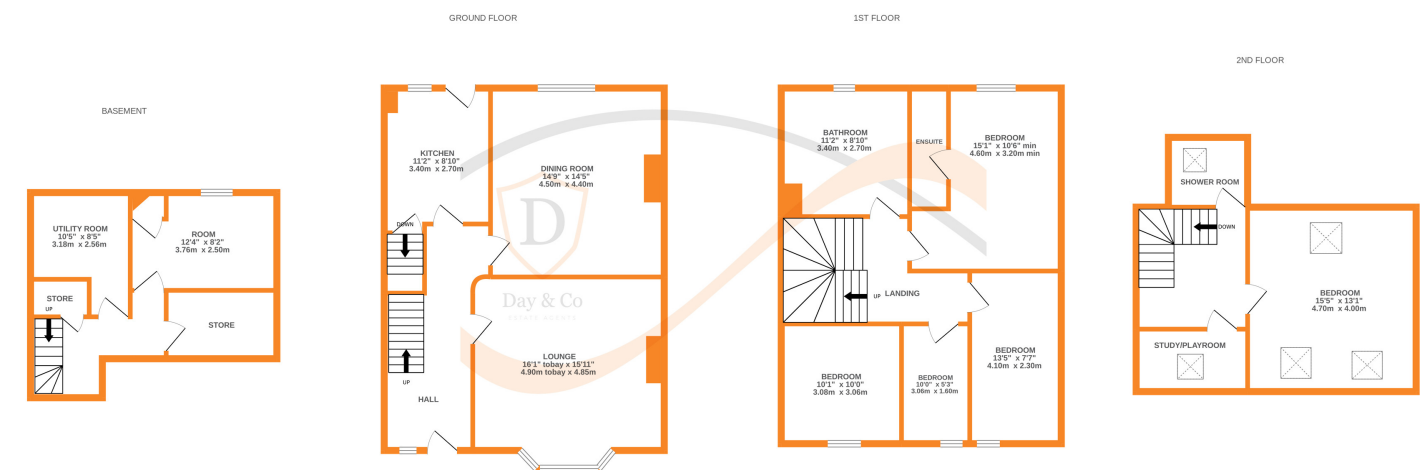 BASEMENT
UTILITY ROOM
10'5" x 8'5"
3.18m x 2.56m
ROOM
12'4" x 8'2"
3.76m x 2.50m
STORE
UP
STORE
GROUND FLOOR
KITCHEN
11'2" x 8'10"
3.40m x 2.70m
DINING ROOM
14'9" x 14'5"
4.50m x 4.40m
DOWN
D
Day & Co
ESTATE AGENTS
LOUNGE
16'1" tobay x 15'11"
4.90m tobay x 4.85m
UP
HALL
1ST FLOOR
BATHROOM
11'2" x 8'10"
3.40m x 2.70m
ENSUITE
BEDROOM
15'1" x 10'6" min
4.60m x 3.20m min
LANDING
UP
BEDROOM
10'1" x 10'0"
3.08m x 3.06m
BEDROOM
10'0" x 5'3"
3.06m x 1.60m
BEDROOM
13'5" x 7'7"
4.10m x 2.30m
2ND FLOOR
SHOWER ROOM
DOWN
BEDROOM
15'5" x 13'1"
4.70m x 4.00m
STUDY/PLAYROOM